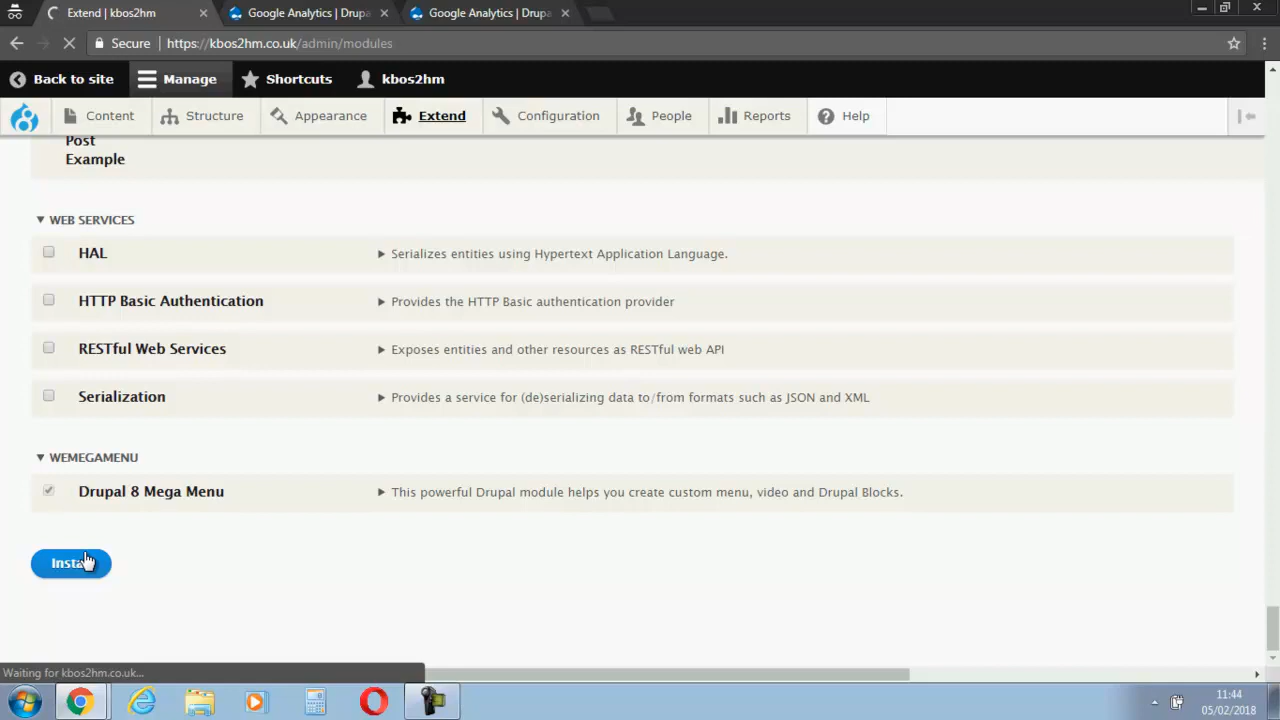 Extend | kbos2hm
Google Analytics | Drupa
Google Analytics | Drupa
Secure
https://kbos2hm.co.uk/admin/modules
Back to site
Manage
Shortcuts
kbos2hm
Content
Structure
Appearance
Extend
Configuration
People
Reports
Help
Post
Example
WEB SERVICES
HAL
Serializes entities using Hypertext Application Language.
HTTP Basic Authentication
Provides the HTTP Basic authentication provider
RESTful Web Services
Exposes entities and other resources as RESTful web API
Serialization
Provides a service for (de)serializing data to/from formats such as JSON and XML
WEMEGAMENU
Drupal 8 Mega Menu
This powerful Drupal module helps you create custom menu, video and Drupal Blocks.
Install
Waiting for kbos2hm.co.uk...
11:44
05/02/2018